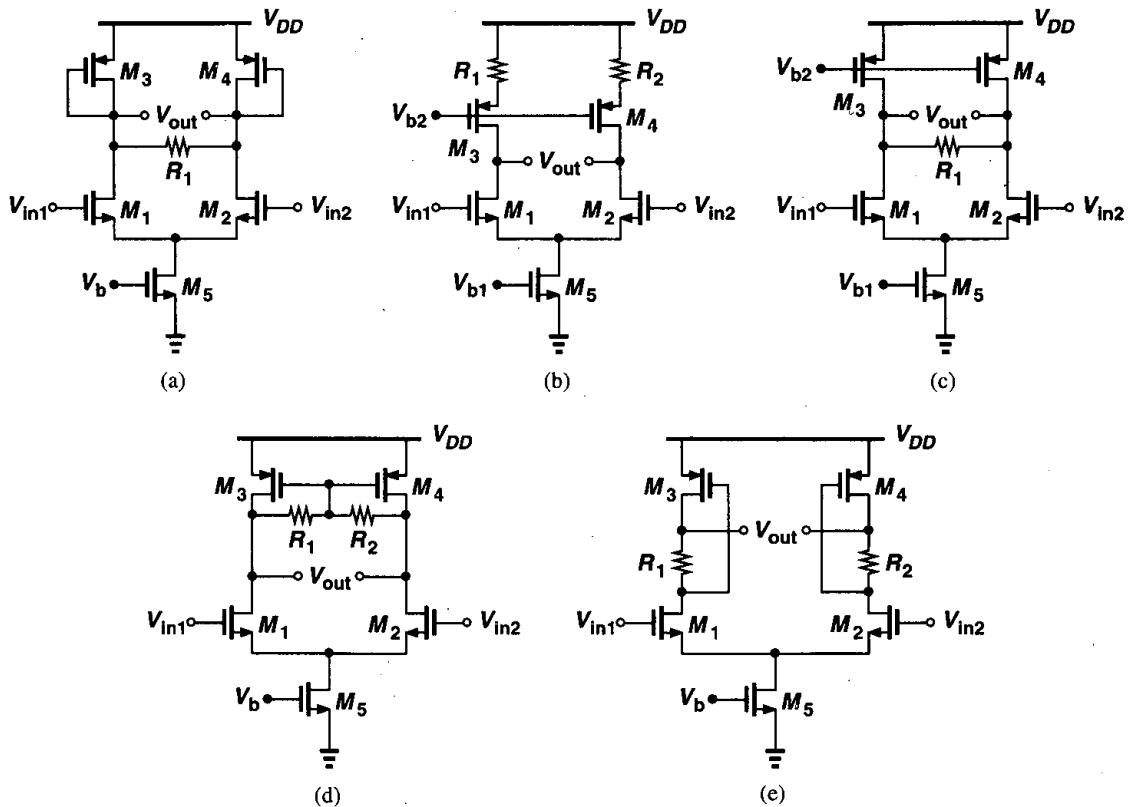 V_DD
M_3
M_4
V_out
R_1
V_in1
M_1
M_2
V_in2
V_b
M_5
(a)
V_DD
R_1
R_2
V_b2
M_4
M_3
V_out
V_in1
M_1
M_2
V_in2
V_b1
M_5
(b)
V_DD
V_b2
M_4
M_3
V_out
R_1
V_in1
M_1
M_2
V_in2
V_b1
M_5
(c)
V_DD
M_3
M_4
R_1
R_2
V_out
V_in1
M_1
M_2
V_in2
V_b
M_5
(d)
V_DD
M_3
M_4
V_out
R_1
R_2
V_in1
M_1
M_2
V_in2
V_b
M_5
(e)